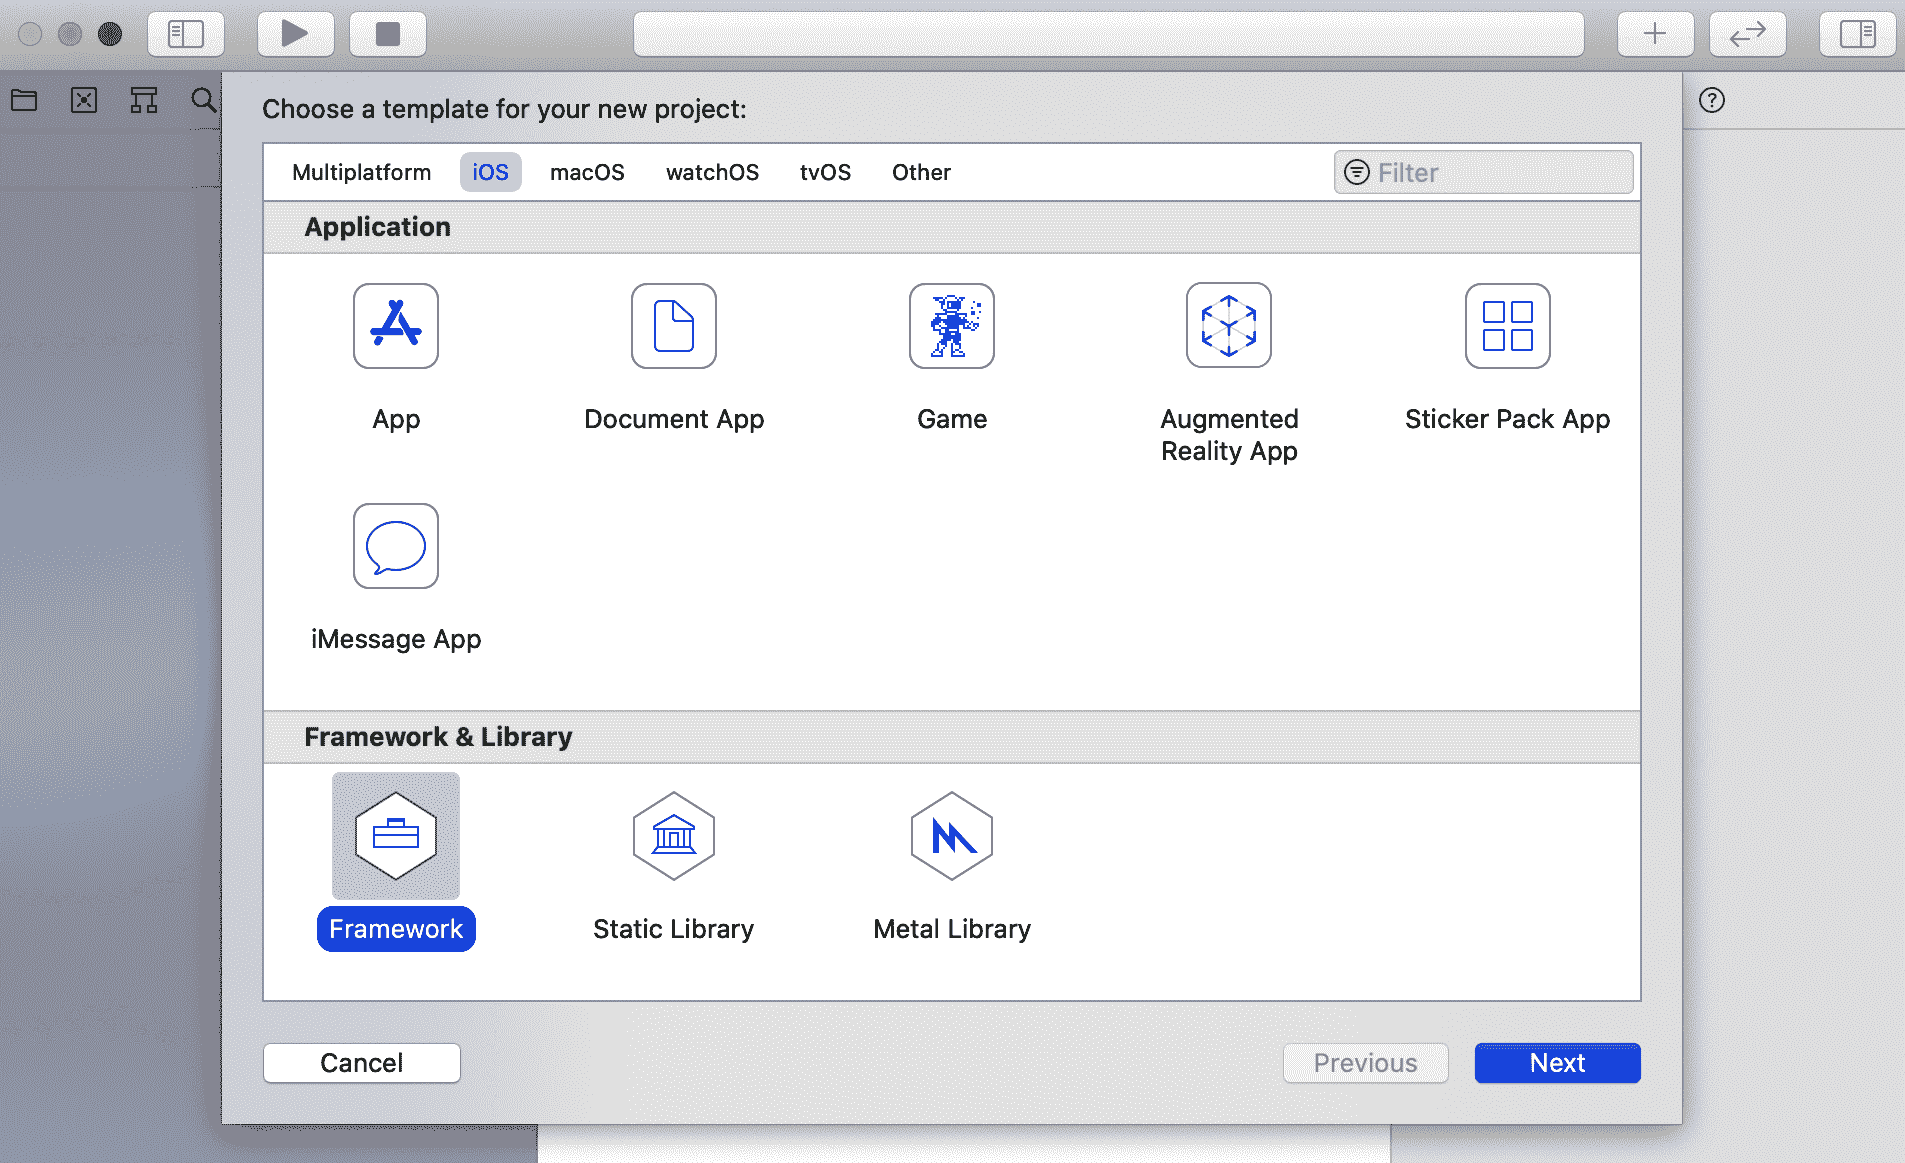 Choose a template for your new project:
Multiplatform iOS macOS watchOS tvOS Other Filter
Application
App Document App Game Augmented Reality App Sticker Pack App
iMessage App
Framework & Library
Framework Static Library Metal Library
Cancel Previous Next